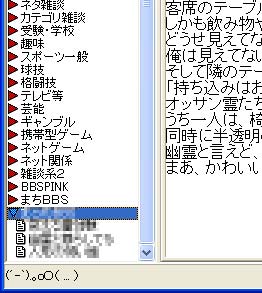 ネタ雑談
カテゴリ雑談
受験・学校
趣味
スポーツ一般
球技
格闘技
テレビ等
芸能
ギャンブル
携帯型ゲーム
ネットゲーム
ネット関係
雑談系2
BBSPINK
まちBBS
客席のテーブル
しかも飲み物や
どうせ見えてな
俺は見えてない
そして隣のテー
「持ち込みはお
オッサン霊たち
うち一人は、椅
同時に半透明の
幽霊と言えど、
まあ、かわいい
(´-`).｡oO( ... )